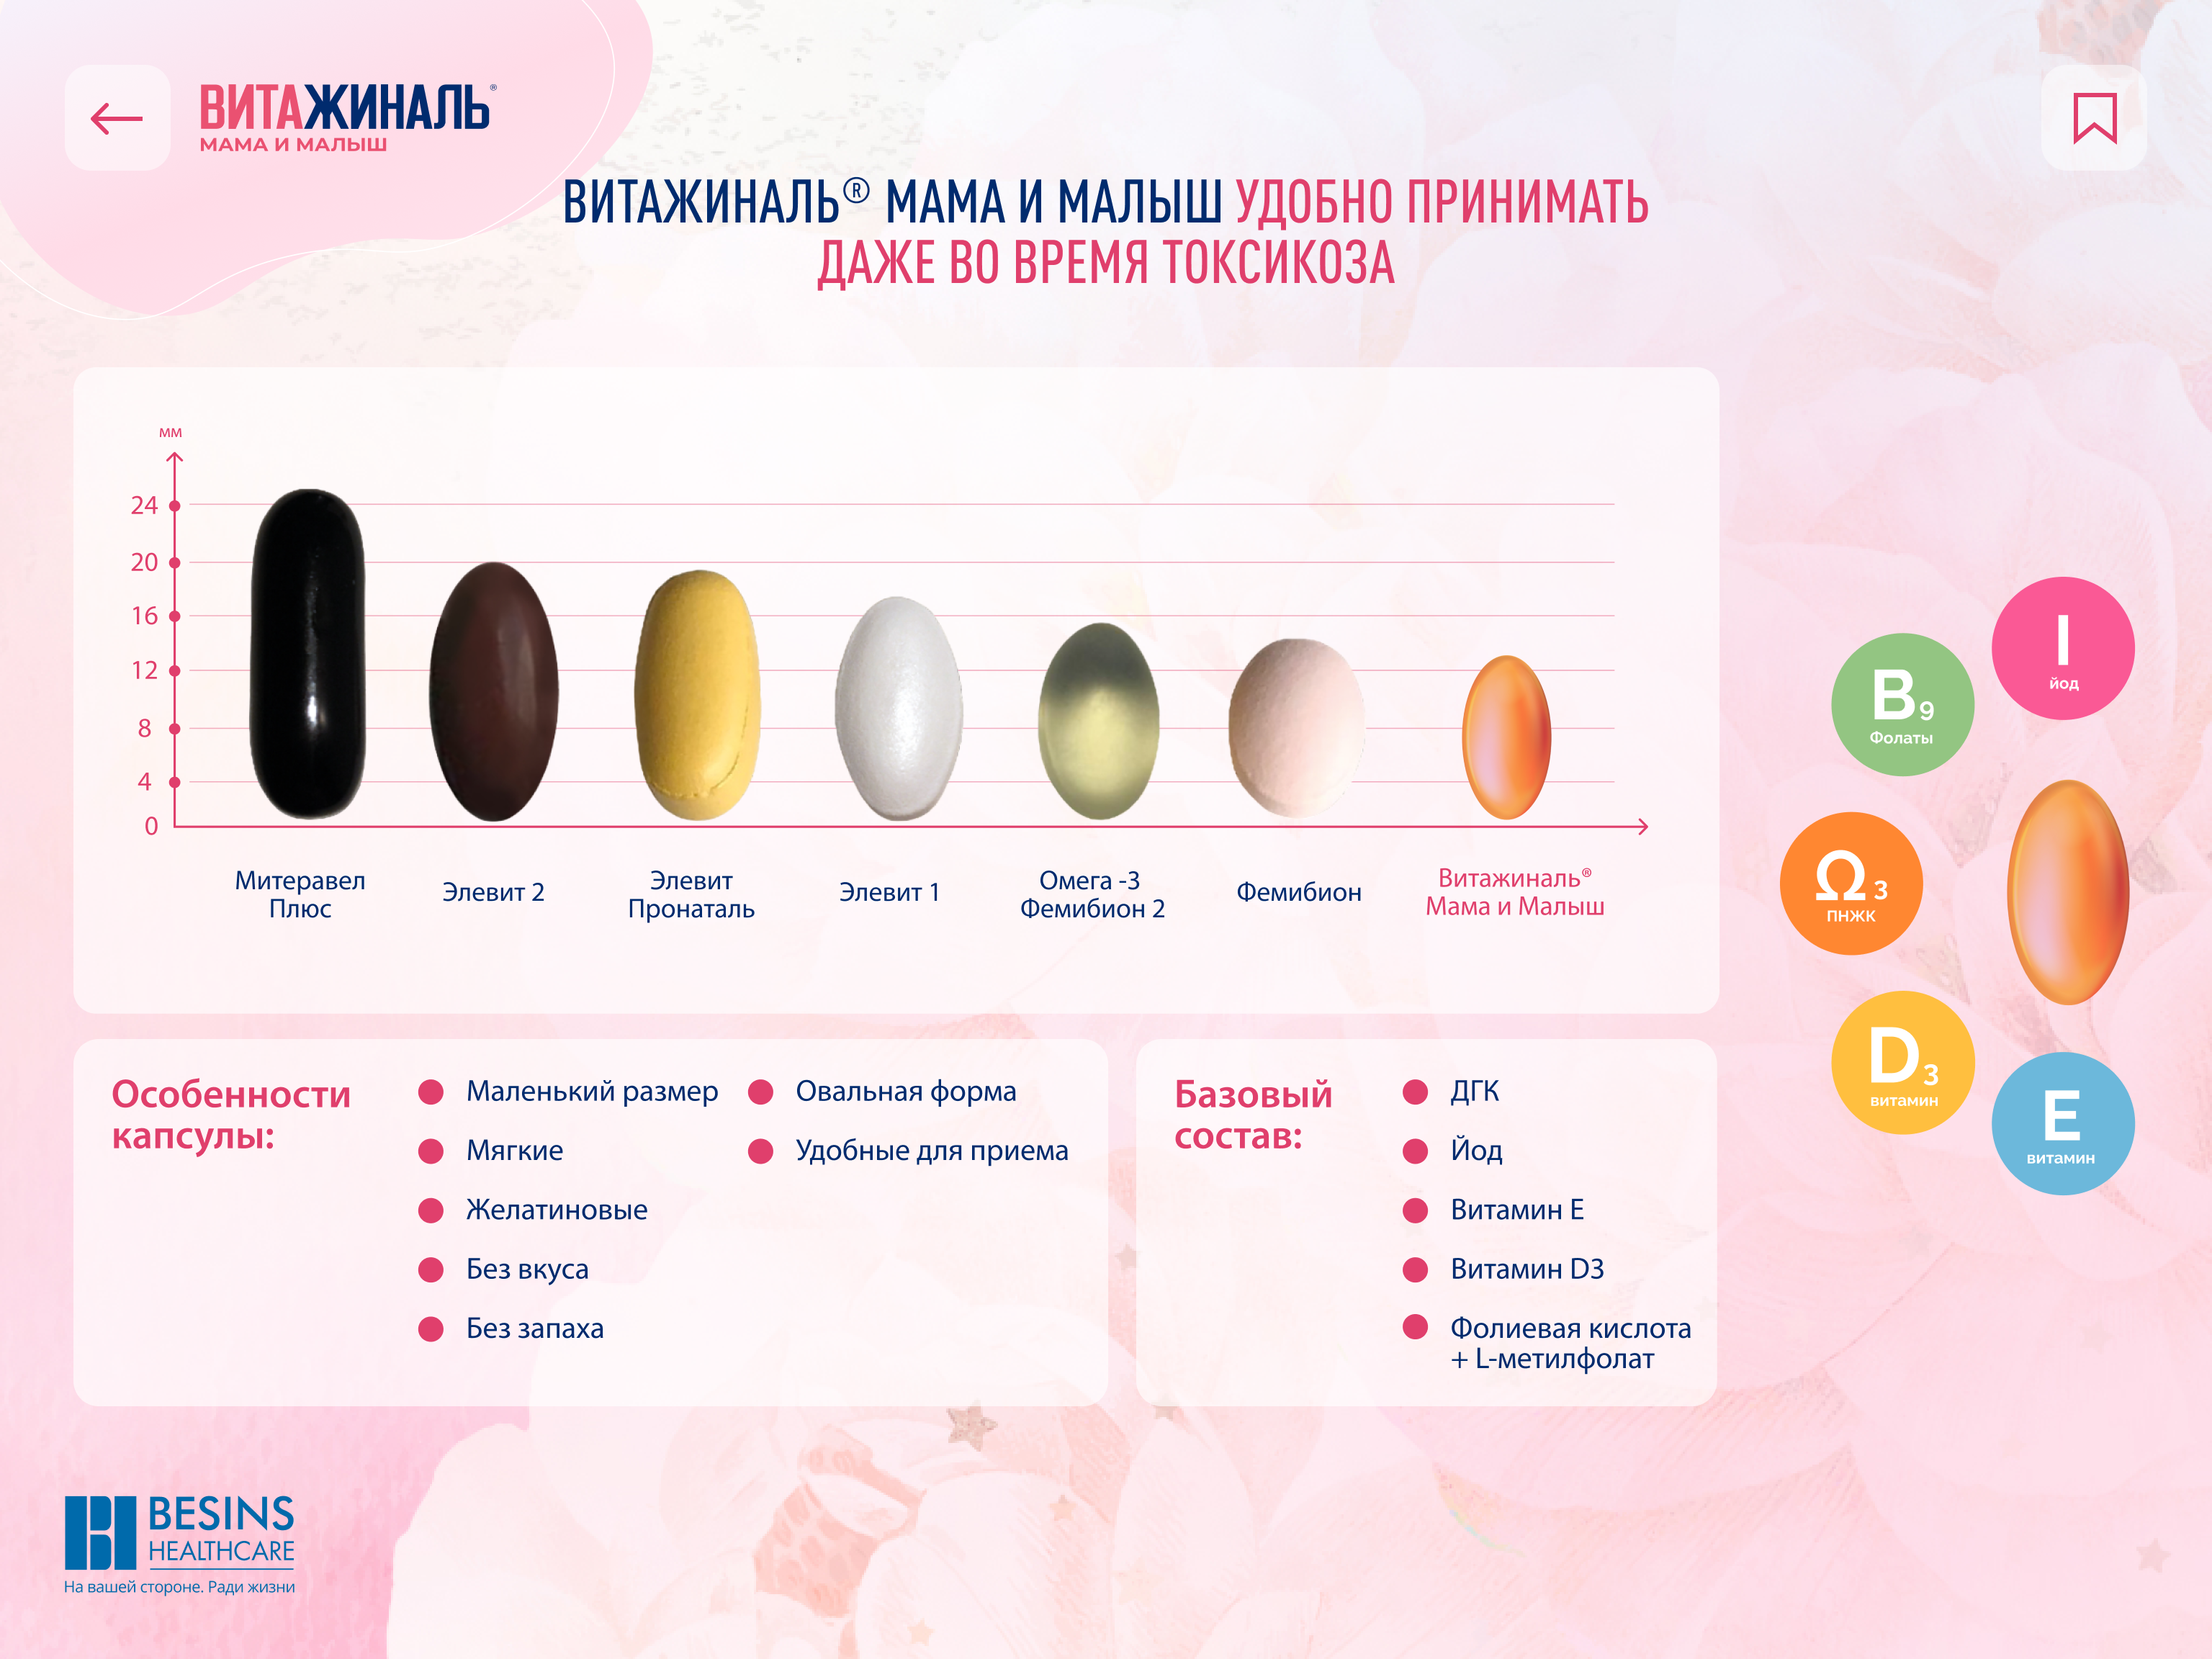 ВИТАЖИНАЛЬ®
МАМА И МАЛЫШ
ВИТАЖИНАЛЬ® МАМА И МАЛЫШ УДОБНО ПРИНИМАТЬ
ДАЖЕ ВО ВРЕМЯ ТОКСИКОЗА
мм
24
20
16
12
8
4
0
Митеравел
Плюс
Элевит 2
Элевит
Пронаталь
Элевит 1
Омега -3
Фемибион 2
Фемибион
Витажиналь®
Мама и Малыш
I
йод
B9
Фолаты
Ω3
ПНЖК
D3
витамин
E
витамин
Особенности
капсулы:
Маленький размер
Мягкие
Желатиновые
Без вкуса
Без запаха
Овальная форма
Удобные для приема
Базовый
состав:
ДГК
Йод
Витамин Е
Витамин D3
Фолиевая кислота
+ L-метилфолат
BESINS
HEALTHCARE
На вашей стороне. Ради жизни